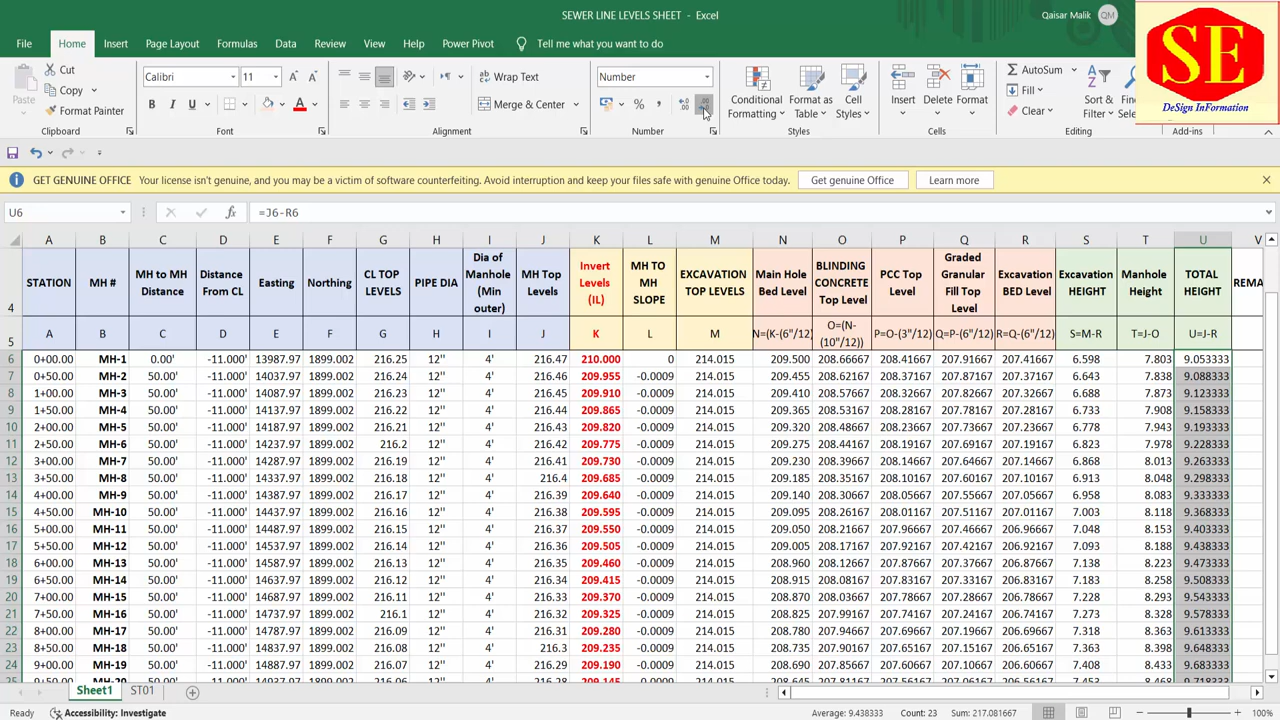 SEWER LINE LEVELS SHEET - Excel
Qaisar Malik QM
File Home Insert Page Layout Formulas Data Review View Help Power Pivot Tell me what you want to do
SE
DeSign InFormation
Paste
Cut
Copy
Format Painter
Clipboard
Calibri 11
B I U
Font
Wrap Text
Merge & Center
Alignment
Number
% ,
Number
Conditional Formatting
Format as Table
Cell Styles
Styles
Insert
Delete
Format
Cells
AutoSum
Fill
Clear
Sort & Filter
Editing
Add-ins
GET GENUINE OFFICE Your license isn't genuine, and you may be a victim of software counterfeiting. Avoid interruption and keep your files safe with genuine Office today. Get genuine Office Learn more
U6 fx =J6-R6
A B C D E F G H I J K L M N O P Q R S T U V
4 STATION MH # MH to MH Distance Distance From CL Easting Northing CL TOP LEVELS PIPE DIA Dia of Manhole (Min outer) MH Top Levels Invert Levels (IL) MH TO MH SLOPE EXCAVATION TOP LEVELS Main Hole Bed Level BLINDING CONCRETE Top Level PCC Top Level Graded Granular Fill Top Level Excavation BED Level Excavation HEIGHT Manhole Height TOTAL HEIGHT REMA
5 A B C D E F G H I J K L M N=(K-(6"/12) O=(N-(10"/12)) P=O-(3"/12) Q=P-(6"/12) R=Q-(6"/12) S=M-R T=J-O U=J-R
6 0+00.00 MH-1 0.00' -11.000' 13987.97 1899.002 216.25 12" 4' 216.47 210.000 0 214.015 209.500 208.66667 208.41667 207.91667 207.41667 6.598 7.803 9.053333
7 0+50.00 MH-2 50.00' -11.000' 14037.97 1899.002 216.24 12" 4' 216.46 209.955 -0.0009 214.015 209.455 208.62167 208.37167 207.87167 207.37167 6.643 7.838 9.088333
8 1+00.00 MH-3 50.00' -11.000' 14087.97 1899.002 216.23 12" 4' 216.45 209.910 -0.0009 214.015 209.410 208.57667 208.32667 207.82667 207.32667 6.688 7.873 9.123333
9 1+50.00 MH-4 50.00' -11.000' 14137.97 1899.002 216.22 12" 4' 216.44 209.865 -0.0009 214.015 209.365 208.53167 208.28167 207.78167 207.28167 6.733 7.908 9.158333
10 2+00.00 MH-5 50.00' -11.000' 14187.97 1899.002 216.21 12" 4' 216.43 209.820 -0.0009 214.015 209.320 208.48667 208.23667 207.73667 207.23667 6.778 7.943 9.193333
11 2+50.00 MH-6 50.00' -11.000' 14237.97 1899.002 216.2 12" 4' 216.42 209.775 -0.0009 214.015 209.275 208.44167 208.19167 207.69167 207.19167 6.823 7.978 9.228333
12 3+00.00 MH-7 50.00' -11.000' 14287.97 1899.002 216.19 12" 4' 216.41 209.730 -0.0009 214.015 209.230 208.39667 208.14667 207.64667 207.14667 6.868 8.013 9.263333
13 3+50.00 MH-8 50.00' -11.000' 14337.97 1899.002 216.18 12" 4' 216.4 209.685 -0.0009 214.015 209.185 208.35167 208.10167 207.60167 207.10167 6.913 8.048 9.298333
14 4+00.00 MH-9 50.00' -11.000' 14387.97 1899.002 216.17 12" 4' 216.39 209.640 -0.0009 214.015 209.140 208.30667 208.05667 207.55667 207.05667 6.958 8.083 9.333333
15 4+50.00 MH-10 50.00' -11.000' 14437.97 1899.002 216.16 12" 4' 216.38 209.595 -0.0009 214.015 209.095 208.26167 208.01167 207.51167 207.01167 7.003 8.118 9.368333
16 5+00.00 MH-11 50.00' -11.000' 14487.97 1899.002 216.15 12" 4' 216.37 209.550 -0.0009 214.015 209.050 208.21667 207.96667 207.46667 206.96667 7.048 8.153 9.403333
17 5+50.00 MH-12 50.00' -11.000' 14537.97 1899.002 216.14 12" 4' 216.36 209.505 -0.0009 214.015 209.005 208.17167 207.92167 207.42167 206.92167 7.093 8.188 9.438333
18 6+00.00 MH-13 50.00' -11.000' 14587.97 1899.002 216.13 12" 4' 216.35 209.460 -0.0009 214.015 208.960 208.12667 207.87667 207.37667 206.87667 7.138 8.223 9.473333
19 6+50.00 MH-14 50.00' -11.000' 14637.97 1899.002 216.12 12" 4' 216.34 209.415 -0.0009 214.015 208.915 208.08167 207.83167 207.33167 206.83167 7.183 8.258 9.508333
20 7+00.00 MH-15 50.00' -11.000' 14687.97 1899.002 216.11 12" 4' 216.33 209.370 -0.0009 214.015 208.870 208.03667 207.78667 207.28667 206.78667 7.228 8.293 9.543333
21 7+50.00 MH-16 50.00' -11.000' 14737.97 1899.002 216.1 12" 4' 216.32 209.325 -0.0009 214.015 208.825 207.99167 207.74167 207.24167 206.74167 7.273 8.328 9.578333
22 8+00.00 MH-17 50.00' -11.000' 14787.97 1899.002 216.09 12" 4' 216.31 209.280 -0.0009 214.015 208.780 207.94667 207.69667 207.19667 206.69667 7.318 8.363 9.613333
23 8+50.00 MH-18 50.00' -11.000' 14837.97 1899.002 216.08 12" 4' 216.3 209.235 -0.0009 214.015 208.735 207.90167 207.65167 207.15167 206.65167 7.363 8.398 9.648333
24 9+00.00 MH-19 50.00' -11.000' 14887.97 1899.002 216.07 12" 4' 216.29 209.190 -0.0009 214.015 208.690 207.85667 207.60667 207.10667 206.60667 7.408 8.433 9.683333
Sheet1 ST01
Ready Accessibility: Investigate Average: 9.438333 Count: 23 Sum: 217.081667 100%